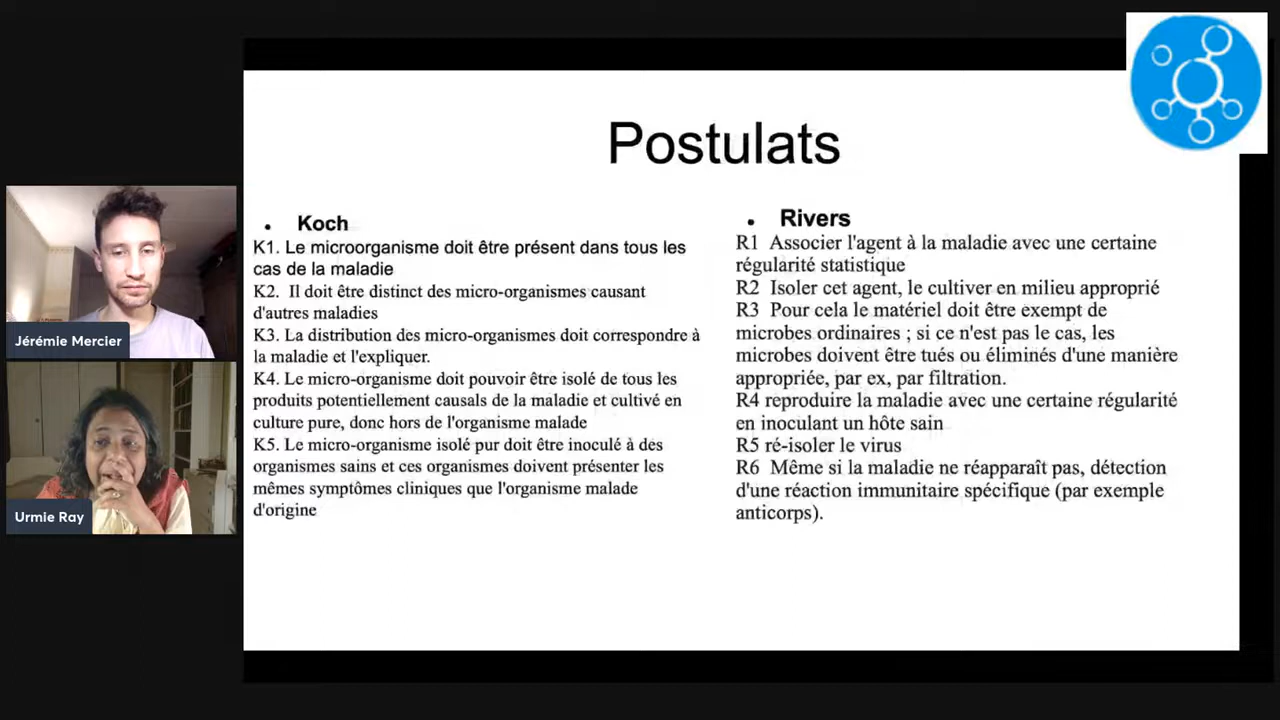 Postulats
Jérémie Mercier
Urmie Ray
• Koch
K1. Le microorganisme doit être présent dans tous les
cas de la maladie
K2. Il doit être distinct des micro-organismes causant
d'autres maladies
K3. La distribution des micro-organismes doit correspondre à
la maladie et l'expliquer.
K4. Le micro-organisme doit pouvoir être isolé de tous les
produits potentiellement causals de la maladie et cultivé en
culture pure, donc hors de l'organisme malade
K5. Le micro-organisme isolé pur doit être inoculé à des
organismes sains et ces organismes doivent présenter les
mêmes symptômes cliniques que l'organisme malade
d'origine
• Rivers
R1 Associer l'agent à la maladie avec une certaine
régularité statistique
R2 Isoler cet agent, le cultiver en milieu approprié
R3 Pour cela le matériel doit être exempt de
microbes ordinaires ; si ce n'est pas le cas, les
microbes doivent être tués ou éliminés d'une manière
appropriée, par ex, par filtration.
R4 reproduire la maladie avec une certaine régularité
en inoculant un hôte sain
R5 ré-isoler le virus
R6 Même si la maladie ne réapparaît pas, détection
d'une réaction immunitaire spécifique (par exemple
anticorps).